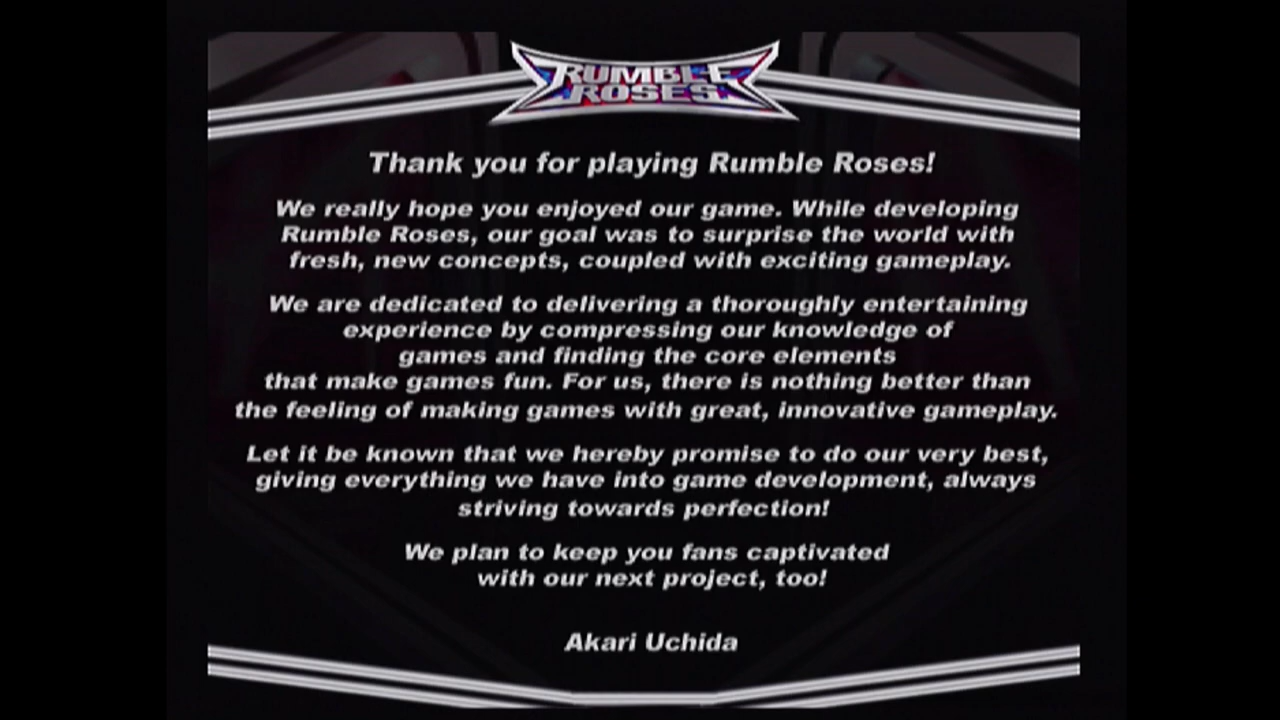 RUMBLE
ROSES
Thank you for playing Rumble Roses!
We really hope you enjoyed our game. While developing
Rumble Roses, our goal was to surprise the world with
fresh, new concepts, coupled with exciting gameplay.
We are dedicated to delivering a thoroughly entertaining
experience by compressing our knowledge of
games and finding the core elements
that make games fun. For us, there is nothing better than
the feeling of making games with great, innovative gameplay.
Let it be known that we hereby promise to do our very best,
giving everything we have into game development, always
striving towards perfection!
We plan to keep you fans captivated
with our next project, too!
Akari Uchida